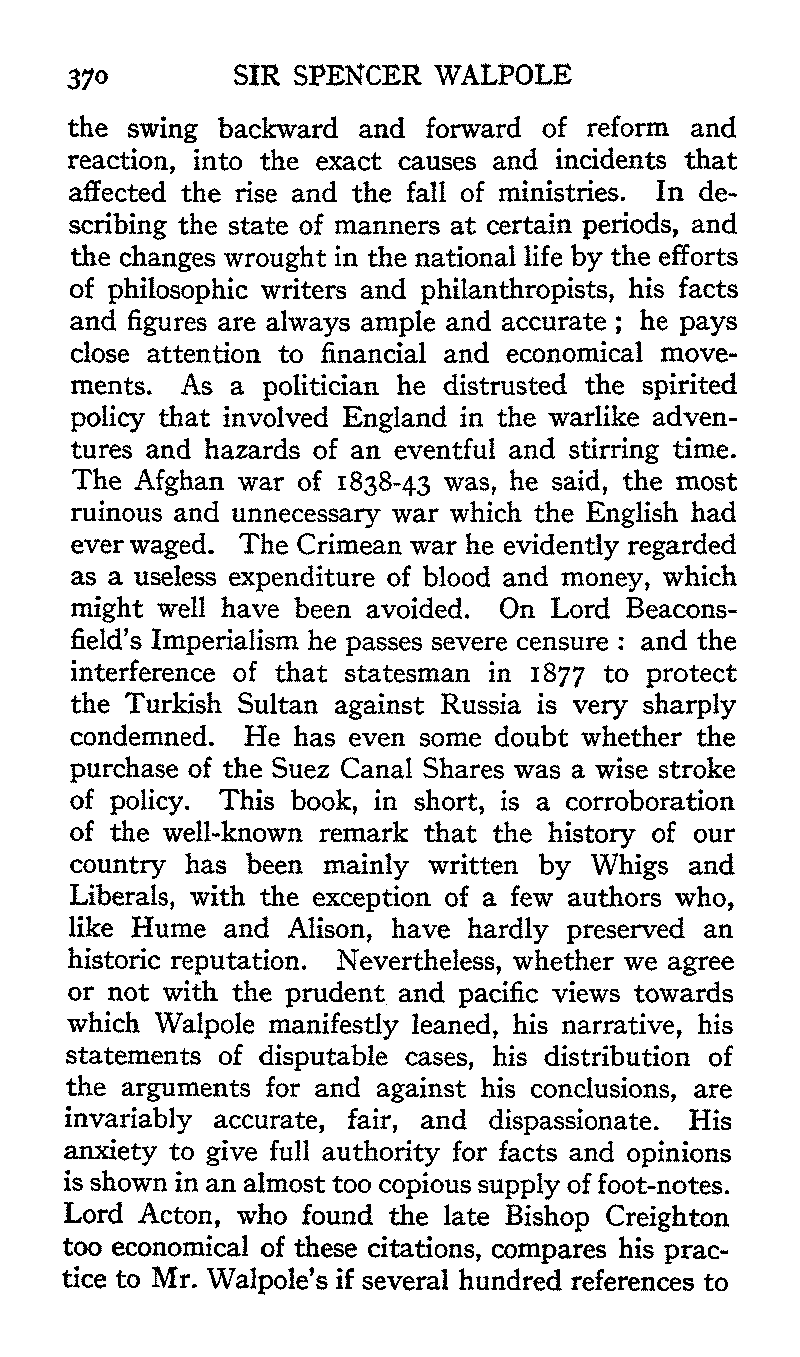 370 SIR SPENCER WALPOLE
the swing backward and forward of reform and
reaction, into the exact causes and incidents that
affected the rise and the fall of ministries. In de-
scribing the state of manners at certain periods, and
the changes wrought in the national life by the efforts
of philosophic writers and philanthropists, his facts
and figures are always ample and accurate ; he pays
close attention to financial and economical move-
ments. As a politician he distrusted the spirited
policy that involved England in the warlike adven-
tures and hazards of an eventful and stirring time.
The Afghan war of 1838-43 was, he said, the most
ruinous and unnecessary war which the English had
ever waged. The Crimean war he evidently regarded
as a useless expenditure of blood and money, which
might well have been avoided. On Lord Beacons-
field's Imperialism he passes severe censure : and the
interference of that statesman in 1877 to protect
the Turkish Sultan against Russia is very sharply
condemned. He has even some doubt whether the
purchase of the Suez Canal Shares was a wise stroke
of policy. This book, in short, is a corroboration
of the well-known remark that the history of our
country has been mainly written by Whigs and
Liberals, with the exception of a few authors who,
like Hume and Alison, have hardly preserved an
historic reputation. Nevertheless, whether we agree
or not with the prudent and pacific views towards
which Walpole manifestly leaned, his narrative, his
statements of disputable cases, his distribution of
the arguments for and against his conclusions, are
invariably accurate, fair, and dispassionate. His
anxiety to give full authority for facts and opinions
is shown in an almost too copious supply of foot-notes.
Lord Acton, who found the late Bishop Creighton
too economical of these citations, compares his prac-
tice to Mr. Walpole's if several hundred references to